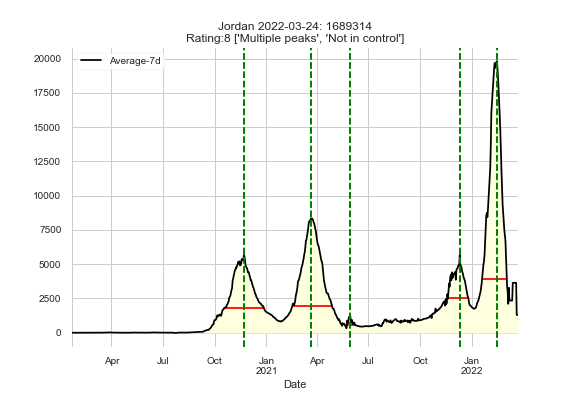 Jordan 2022-03-24: 1689314
Rating:8 ['Multiple peaks', 'Not in control']
Average-7d
20000
17500
15000
12500
10000
7500
5000
2500
0
Apr Jul Oct Jan Apr Jul Oct Jan
2021 2022
Date